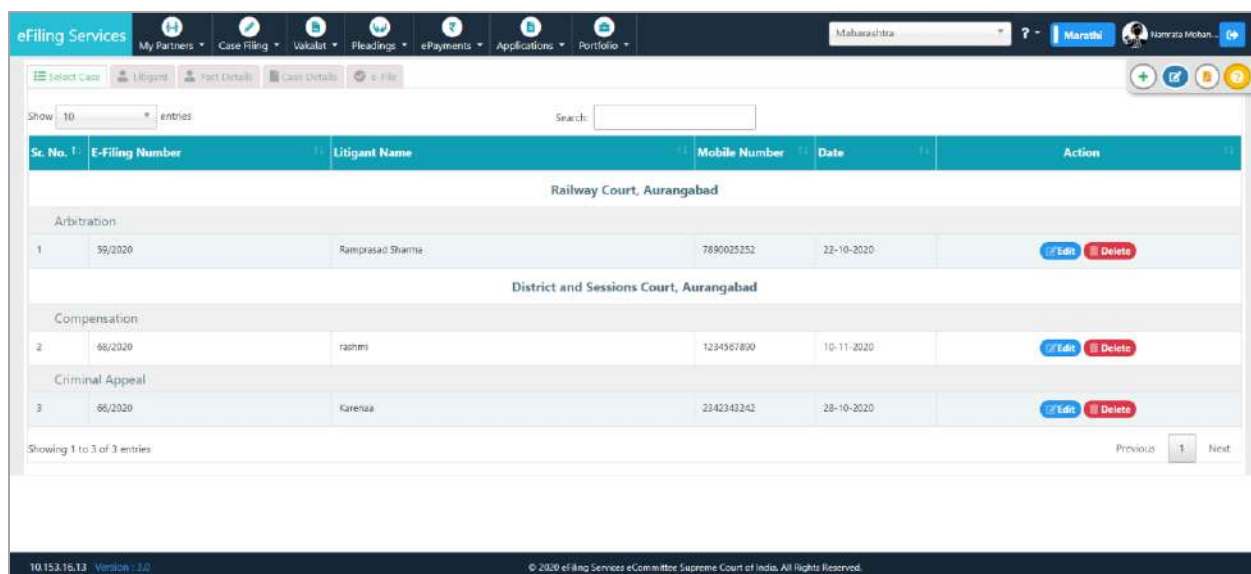 eFiling Services My Partners Case Filing Vakalat Pleadings ePayments Applications Portfolio Maharashtra ? Marathi Namrata Mohan...
Select Case Litigant Fact Details Case Details e-File
Show 10 entries Search:
Sr. No. E-Filing Number Litigant Name Mobile Number Date Action
Railway Court, Aurangabad
Arbitration
1 59/2020 Ramprasad Sharma 7890025252 22-10-2020 Edit Delete
District and Sessions Court, Aurangabad
Compensation
2 68/2020 rashmi 1234567890 10-11-2020 Edit Delete
Criminal Appeal
3 66/2020 Karenaa 2342343242 28-10-2020 Edit Delete
Showing 1 to 3 of 3 entries Previous 1 Next
10.153.16.13 Version : 3.0 © 2020 eFiling Services eCommittee Supreme Court of India. All Rights Reserved.